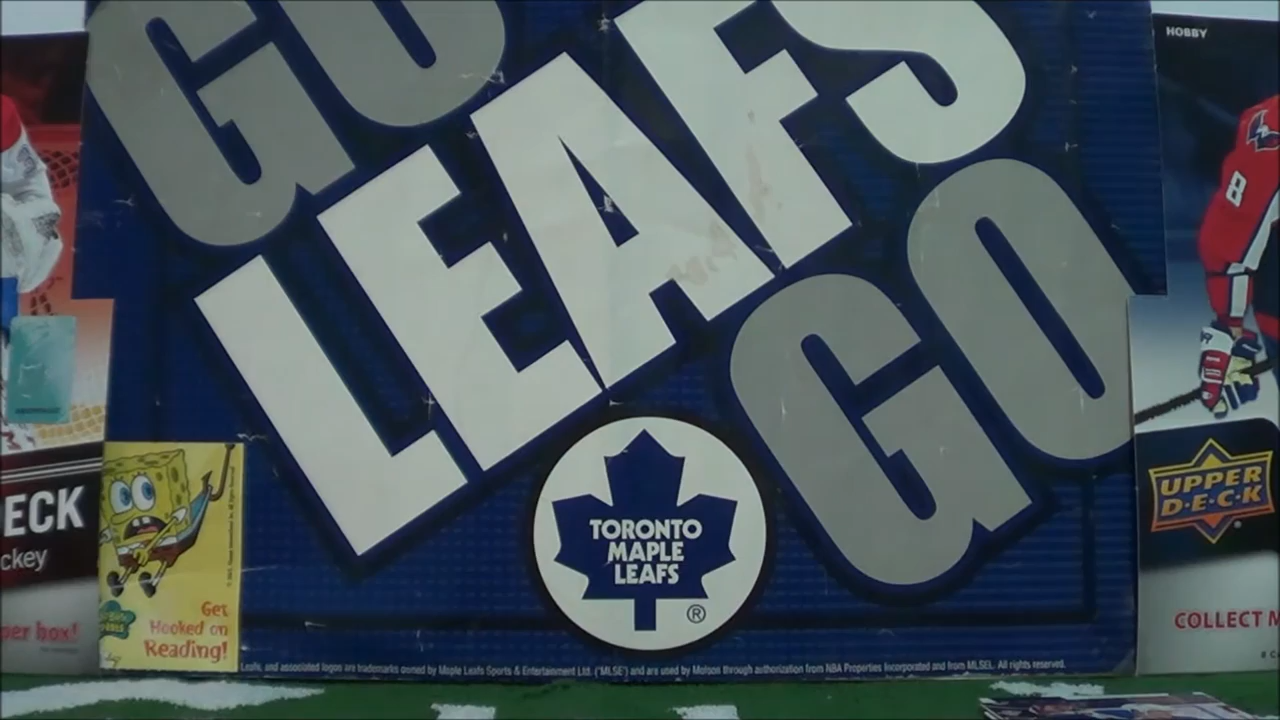 GO
LEAFS
GO
TORONTO
MAPLE
LEAFS
®
Leafs, and associated logos are trademarks owned by Maple Leafs Sports & Entertainment Ltd. ("MLSE") and are used by Molson through authorization from NBA Properties Incorporated and from MLSEL. All rights reserved.
ECK
ckey
per box!
Get
Hooked on
Reading!
HOBBY
8
UPPER
D·E·C·K
COLLECT M